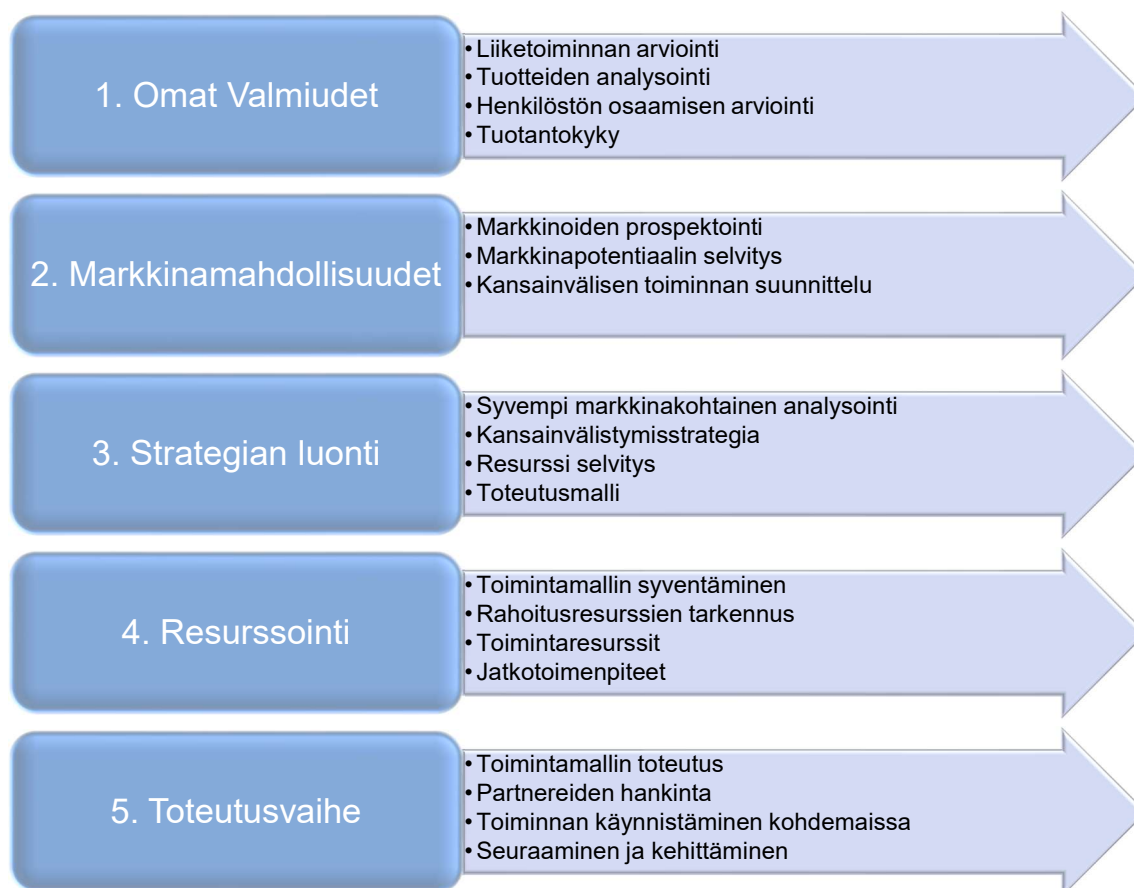 1. Omat Valmiudet
• Liiketoiminnan arviointi
• Tuotteiden analysointi
• Henkilöstön osaamisen arviointi
• Tuotantokyky
2. Markkinamahdollisuudet
• Markkinoiden prospektointi
• Markkinapotentiaalin selvitys
• Kansainvälisen toiminnan suunnittelu
3. Strategian luonti
• Syvempi markkinakohtainen analysointi
• Kansainvälistymisstrategia
• Resurssi selvitys
• Toteutusmalli
4. Resurssointi
• Toimintamallin syventäminen
• Rahoitusresurssien tarkennus
• Toimintaresurssit
• Jatkotoimenpiteet
5. Toteutusvaihe
• Toimintamallin toteutus
• Partnereiden hankinta
• Toiminnan käynnistäminen kohdemaissa
• Seuraaminen ja kehittäminen